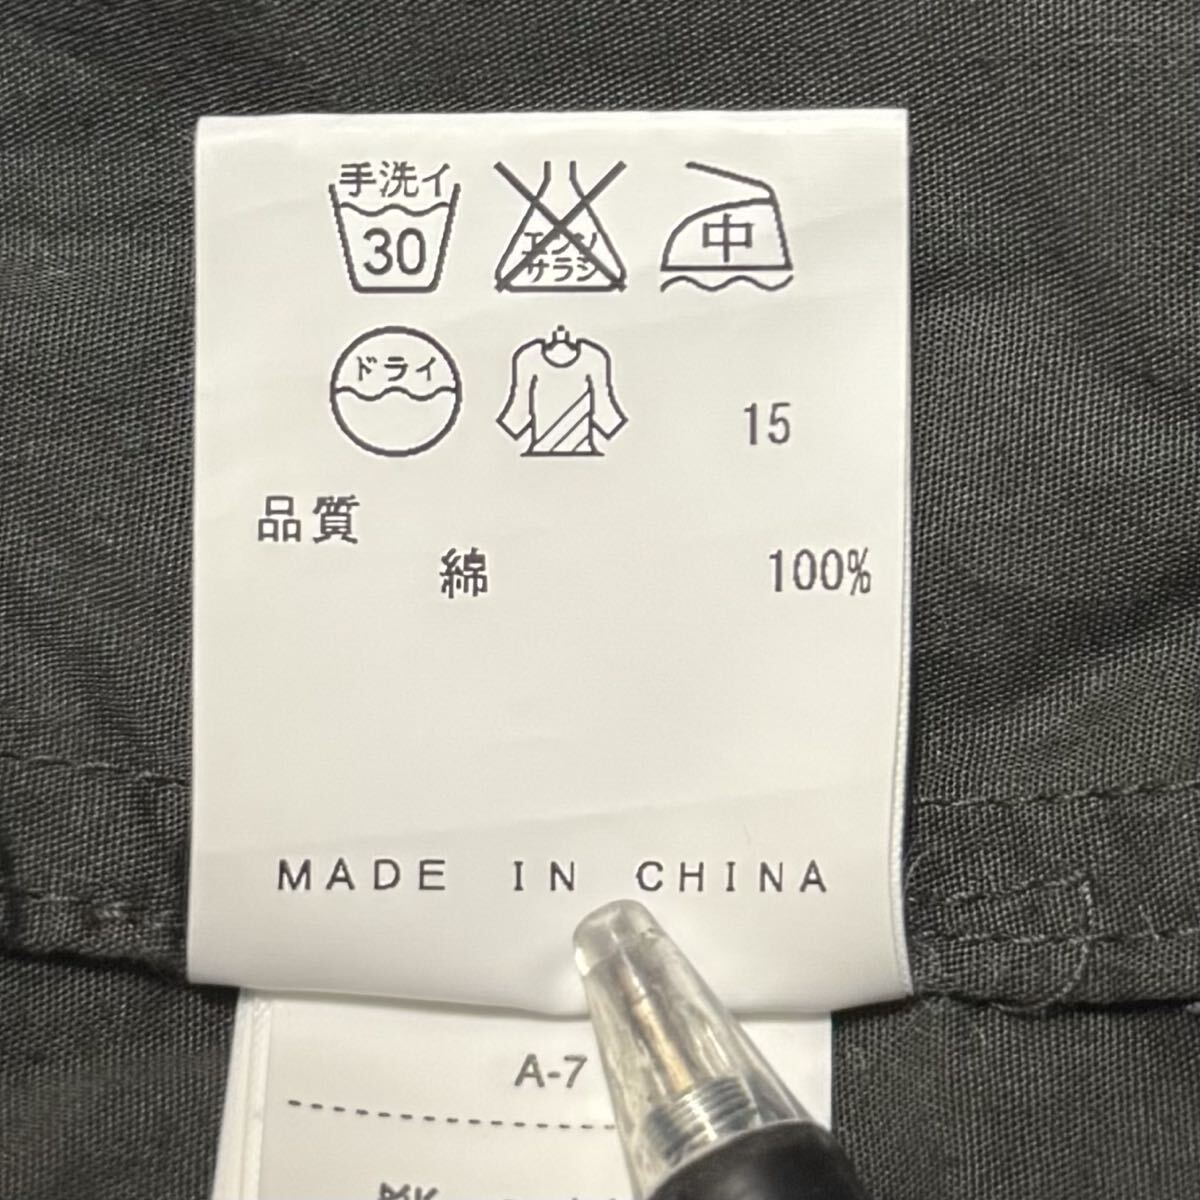 手洗イ エンソ 中
30 サラシ
ドライ
15
品質
綿 100%
MADE IN CHINA
A-7